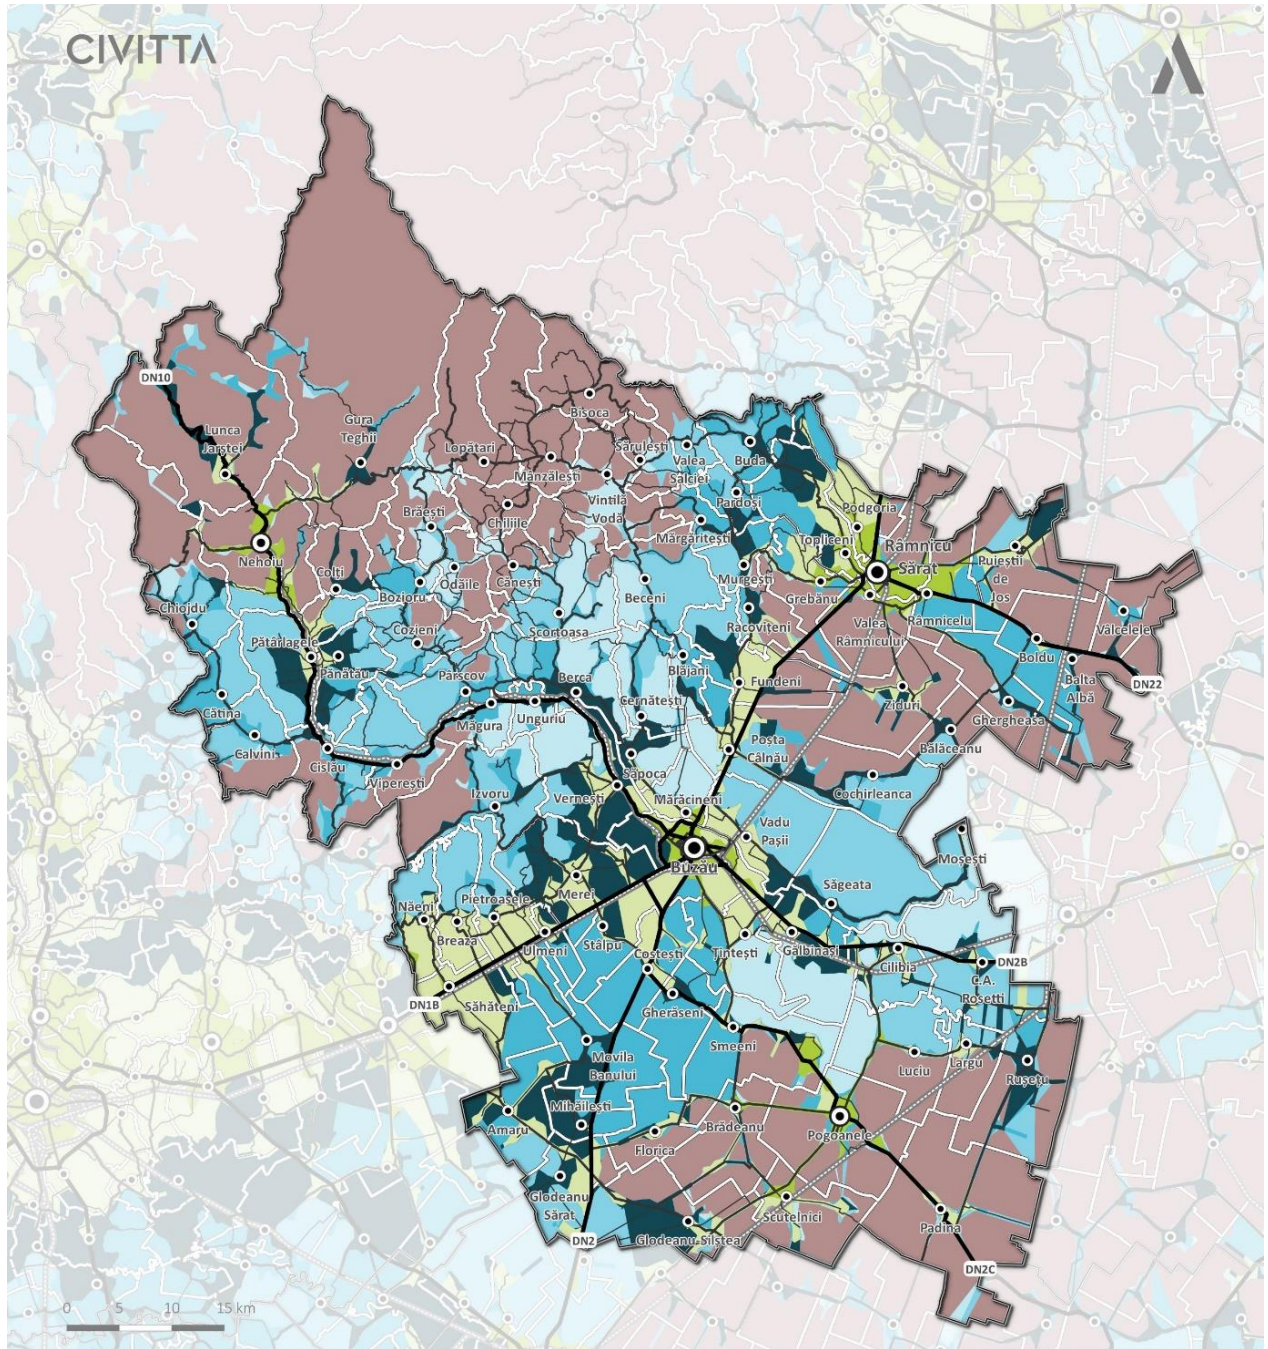 CIVITTA
DN10
Lunca
Jariștei
Gura
Teghii
Bisoca
Lopătari
Mânzălești
Sărulești
Valea
Salciei
Buda
Vintilă
Vodă
Pardoși
Brăești
Chiliile
Mărgăritești
Podgoria
Topliceni
Râmnicu
Sărat
Puieștii
de
Jos
Nehoiu
Colți
Bozioru
Odăile
Cănești
Beceni
Murgești
Grebănu
Valea
Râmnicului
Râmnicelu
Chiojdu
Cozieni
Scorțoasa
Racovițeni
Vâlcelele
Boldu
Balta
Albă
Pătârlagele
Pănătău
Pârscov
Berca
Blăjani
Fundeni
DN22
Cătina
Măgura
Unguriu
Cernătești
Ziduri
Ghergheasa
Calvini
Cislău
Viperești
Săpoca
Poșta
Câlnău
Bălăceanu
Izvoru
Vernești
Mărăcineni
Cochirleanca
Vadu
Pașii
Buzău
Moșești
Săgeata
Merei
Năeni
Pietroasele
Breaza
Ulmeni
Stâlpu
Costești
Țintești
Gălbinași
Cilibia
DN2B
C.A.
Rosetti
DN1B
Săhăteni
Gherăseni
Smeeni
Movila
Banului
Luciu
Largu
Rușețu
Mihăilești
Amaru
Brădeanu
Pogoanele
Florica
Glodeanu
Sărat
Scutelnici
Padina
DN2
Glodeanu Siliștea
DN2C
0 5 10 15 km